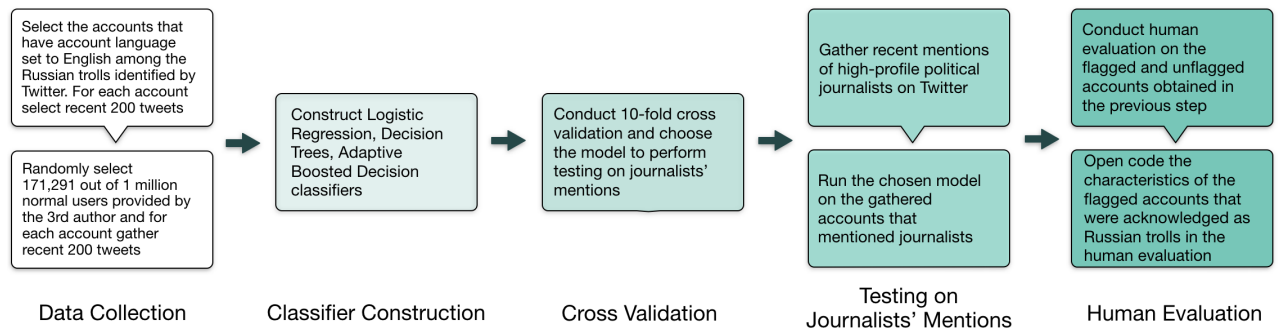 Select the accounts that
have account language
set to English among the
Russian trolls identified by
Twitter. For each account
select recent 200 tweets
Randomly select
171,291 out of 1 million
normal users provided by
the 3rd author and for
each account gather
recent 200 tweets
Data Collection
Construct Logistic
Regression, Decision
Trees, Adaptive
Boosted Decision
classifiers
Classifier Construction
Conduct 10-fold cross
validation and choose
the model to perform
testing on journalists’
mentions
Cross Validation
Gather recent mentions
of high-profile political
journalists on Twitter
Run the chosen model
on the gathered
accounts that
mentioned journalists
Testing on
Journalists’ Mentions
Conduct human
evaluation on the
flagged and unflagged
accounts obtained in
the previous step
Open code the
characteristics of the
flagged accounts that
were acknowledged as
Russian trolls in the
human evaluation
Human Evaluation